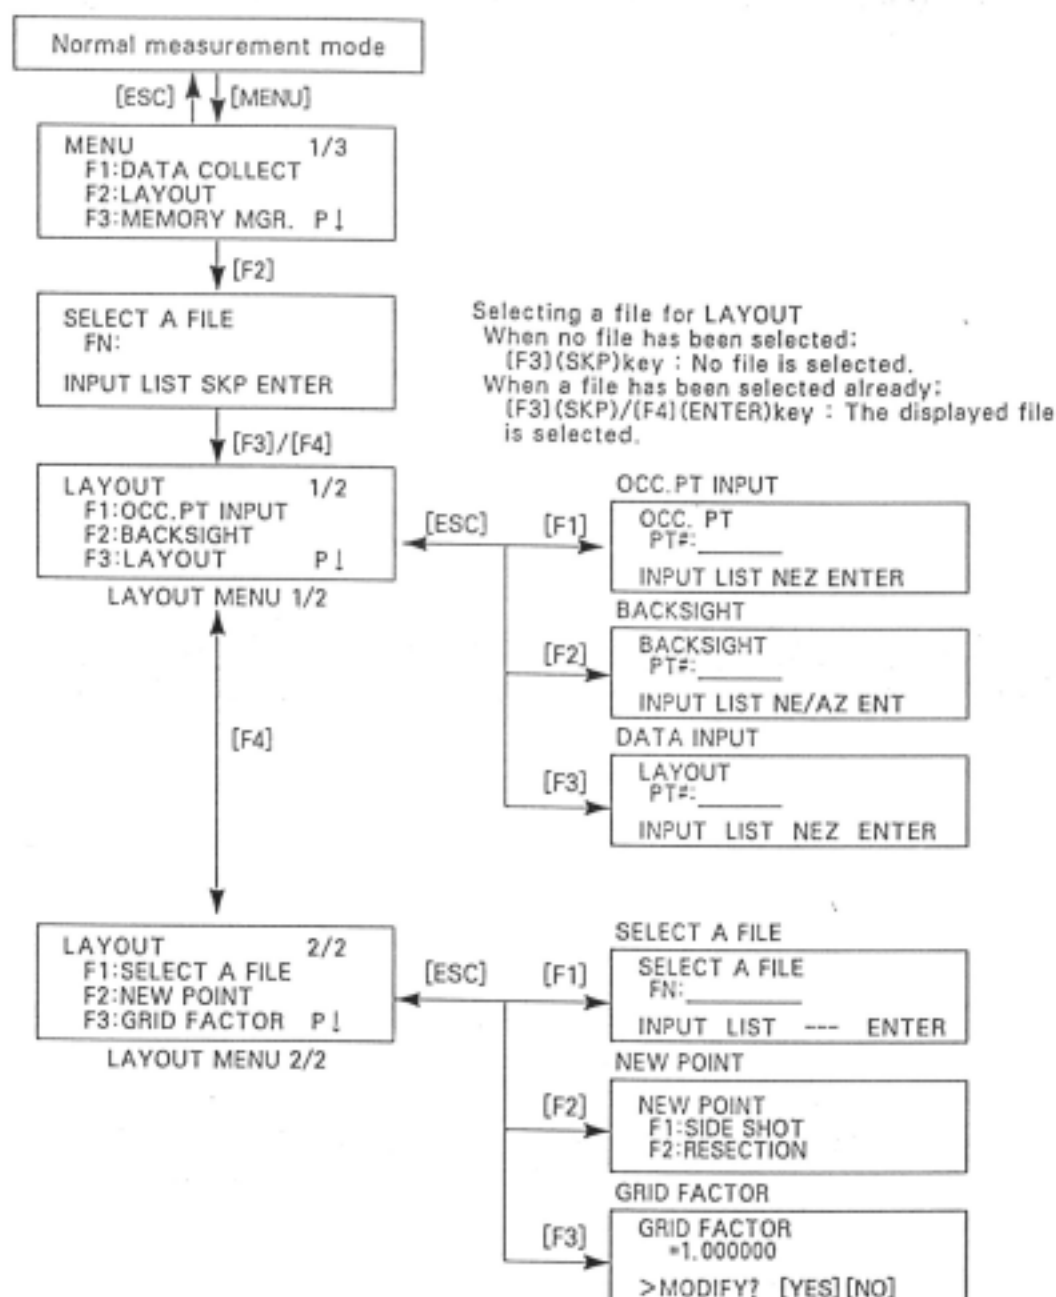 Normal measurement mode
[ESC] [MENU]
MENU 1/3
F1:DATA COLLECT
F2:LAYOUT
F3:MEMORY MGR. P↓
[F2]
SELECT A FILE
FN:
INPUT LIST SKP ENTER
Selecting a file for LAYOUT
When no file has been selected;
[F3](SKP)key : No file is selected.
When a file has been selected already;
[F3](SKP)/[F4](ENTER)key : The displayed file
is selected.
[F3]/[F4]
LAYOUT 1/2
F1:OCC.PT INPUT
F2:BACKSIGHT
F3:LAYOUT P↓
LAYOUT MENU 1/2
[ESC]
[F1]
OCC.PT INPUT
OCC. PT
PT#:
INPUT LIST NEZ ENTER
[F2]
BACKSIGHT
BACKSIGHT
PT#:
INPUT LIST NE/AZ ENT
[F3]
DATA INPUT
LAYOUT
PT#:
INPUT LIST NEZ ENTER
[F4]
LAYOUT 2/2
F1:SELECT A FILE
F2:NEW POINT
F3:GRID FACTOR P↓
LAYOUT MENU 2/2
[ESC]
[F1]
SELECT A FILE
SELECT A FILE
FN:
INPUT LIST --- ENTER
[F2]
NEW POINT
NEW POINT
F1:SIDE SHOT
F2:RESECTION
[F3]
GRID FACTOR
GRID FACTOR
=1.000000
>MODIFY? [YES][NO]